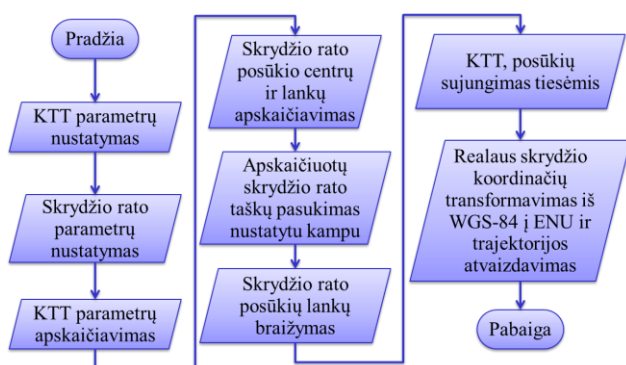 Pradžia
KTT parametrų
nustatymas
Skrydžio rato
parametrų
nustatymas
KTT parametrų
apskaičiavimas
Skrydžio rato
posūkio centrų
ir lankų
apskaičiavimas
Apskaičiuotų
skrydžio rato
taškų pasukimas
nustatytu kampu
Skrydžio rato
posūkių lankų
braižymas
KTT, posūkių
sujungimas tiesėmis
Realaus skrydžio
koordinačių
transformavimas iš
WGS-84 į ENU ir
trajektorijos
atvaizdavimas
Pabaiga